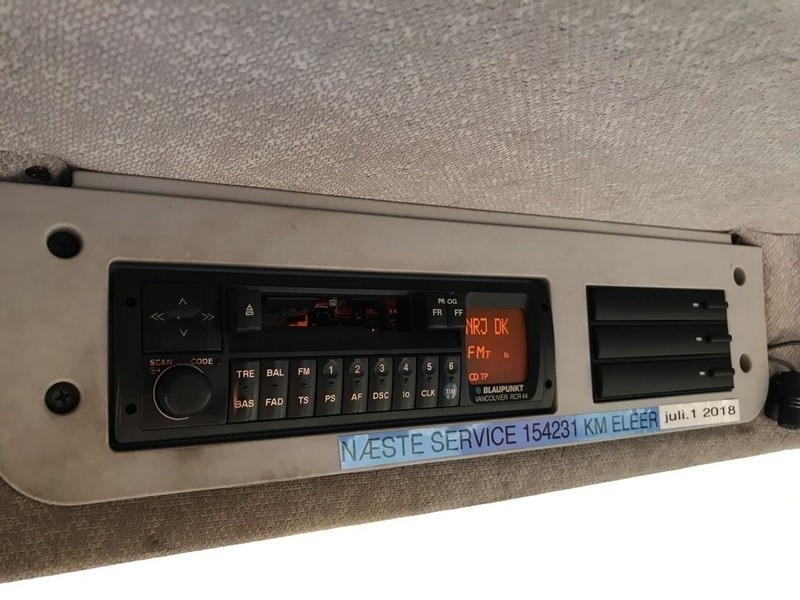 PROG
FR FF
NRJ DK
FMT lo
TP
SCAN CODE
TRE BAL FM 1 2 3 4 5 6
BAS FAD TS PS AF DSC lo CLK T/M
BLAUPUNKT
VANCOUVER RCR 44
NÆSTE SERVICE 154231 KM ELEER juli.1 2018